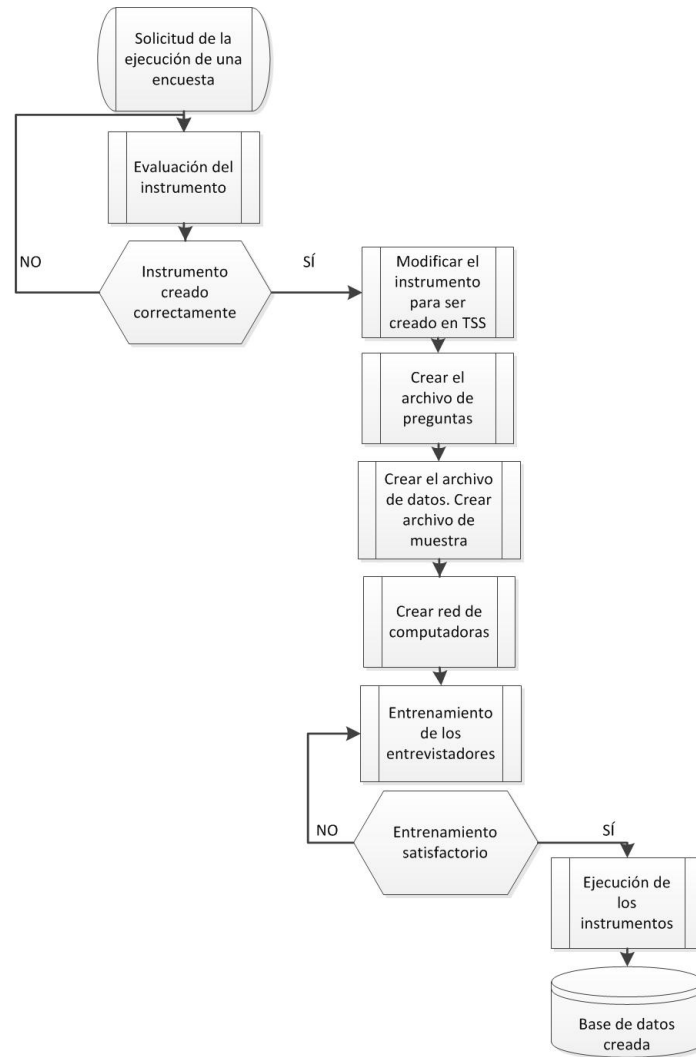 Solicitud de la
ejecución de una
encuesta
Evaluación del
instrumento
NO
Instrumento
creado
correctamente
SÍ
Modificar el
instrumento
para ser
creado en TSS
Crear el
archivo de
preguntas
Crear el archivo
de datos. Crear
archivo de
muestra
Crear red de
computadoras
Entrenamiento
de los
entrevistadores
NO
Entrenamiento
satisfactorio
SÍ
Ejecución de
los
instrumentos
Base de datos
creada